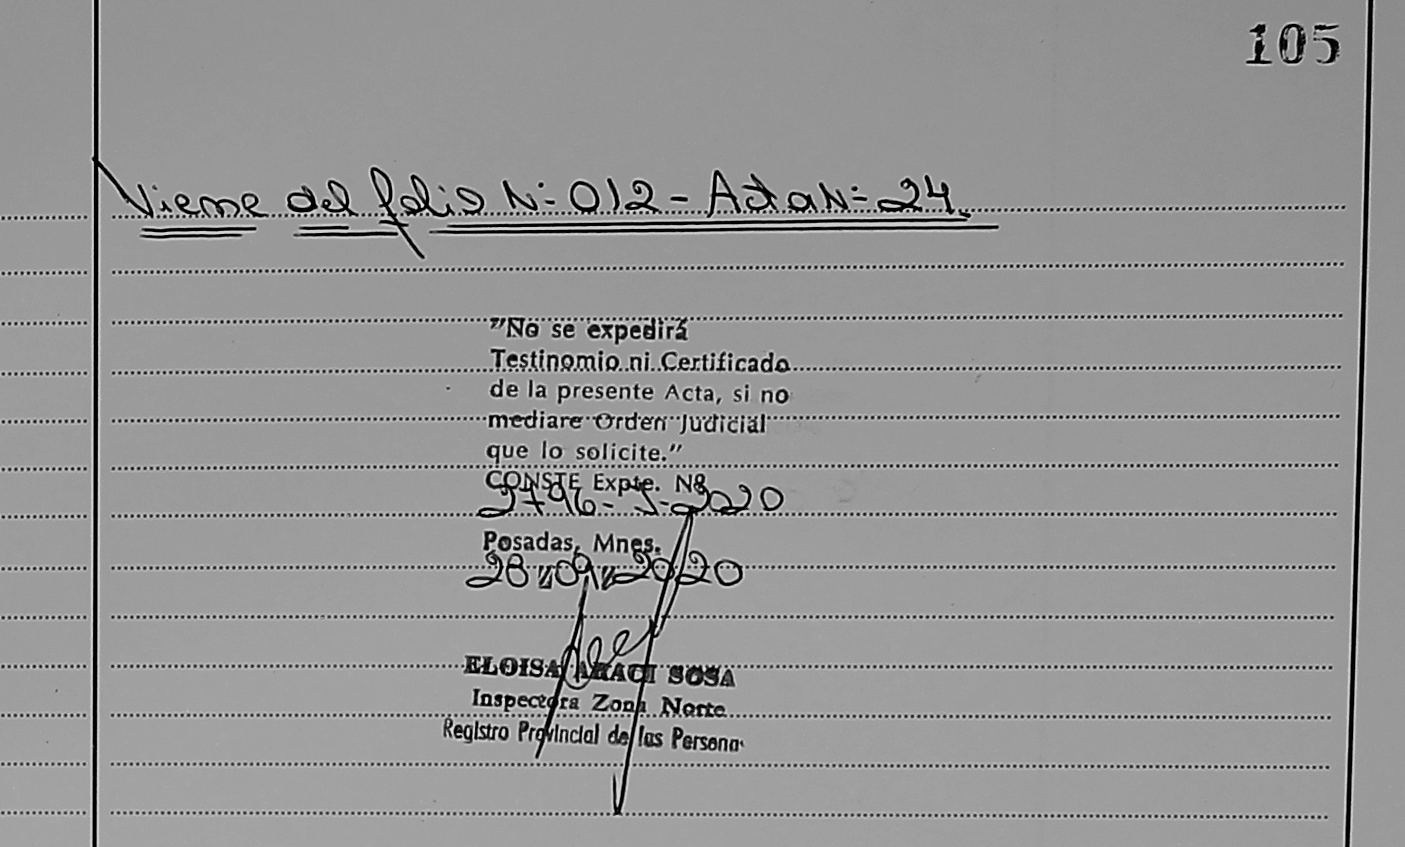 105
Viene del folio N=012-Acta N=24.
"No se expedirá
Testinomio ni Certificado
de la presente Acta, si no
mediare Orden Judicial
que lo solicite."
CONSTE Expte. Nº
2020
Posadas, Mnes.
28 09 2020
ELOISA ARACI SOSA
Inspectora Zona Norte
Registro Provincial de las Persona